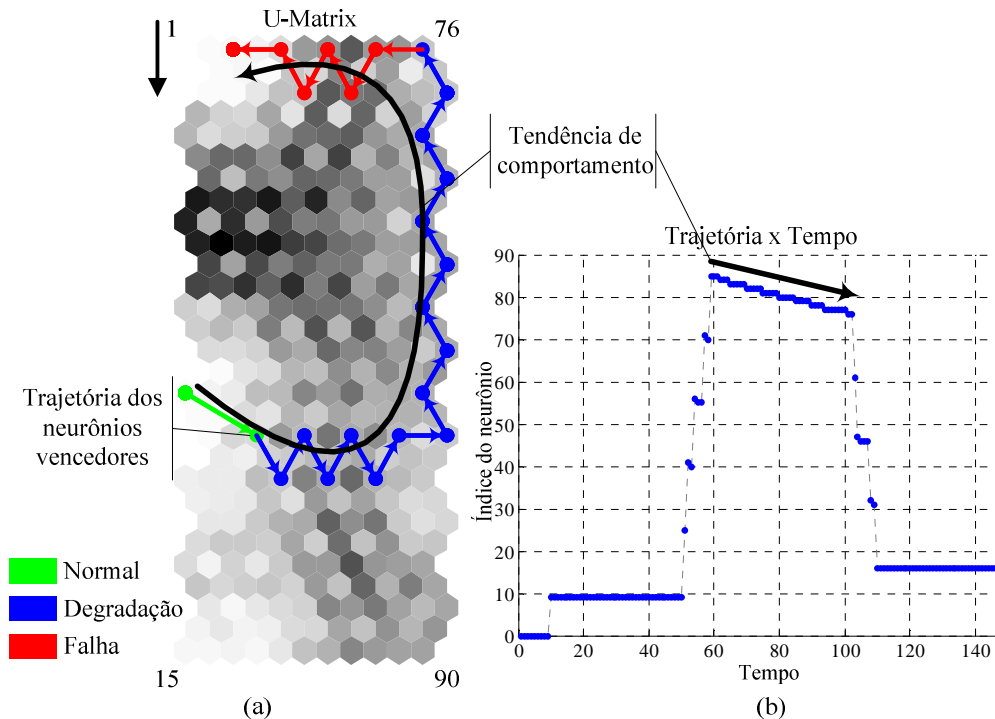 1
U-Matrix
76
Tendência de
comportamento
Trajetória dos
neurônios
vencedores
Normal
Degradação
Falha
15
90
(a)
Trajetória x Tempo
Índice do neurônio
90
80
70
60
50
40
30
20
10
0
0
20
40
60
80
100
120
140
Tempo
(b)